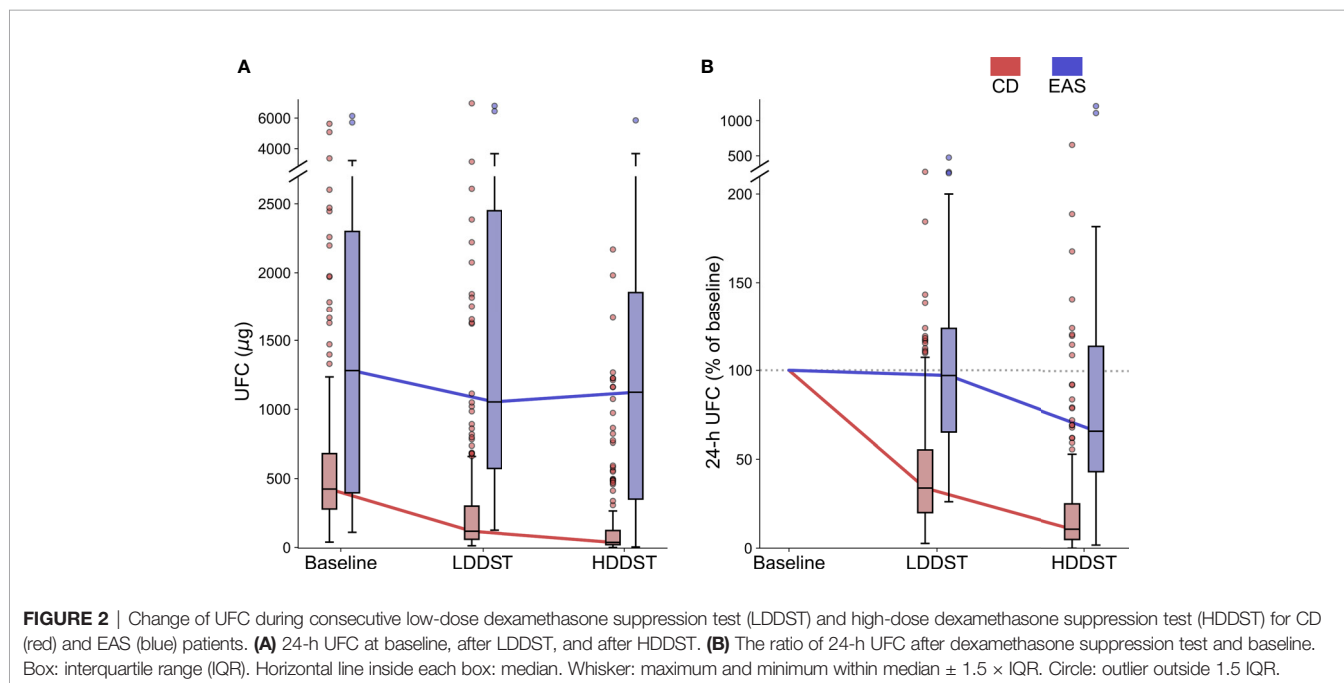 A
B
CD EAS
6000
4000
2500
2000
1500
1000
500
0
UFC (µg)
Baseline LDDST HDDST
1000
500
200
150
100
50
0
24-h UFC (% of baseline)
Baseline LDDST HDDST
FIGURE 2 | Change of UFC during consecutive low-dose dexamethasone suppression test (LDDST) and high-dose dexamethasone suppression test (HDDST) for CD
(red) and EAS (blue) patients. (A) 24-h UFC at baseline, after LDDST, and after HDDST. (B) The ratio of 24-h UFC after dexamethasone suppression test and baseline.
Box: interquartile range (IQR). Horizontal line inside each box: median. Whisker: maximum and minimum within median ± 1.5 × IQR. Circle: outlier outside 1.5 IQR.